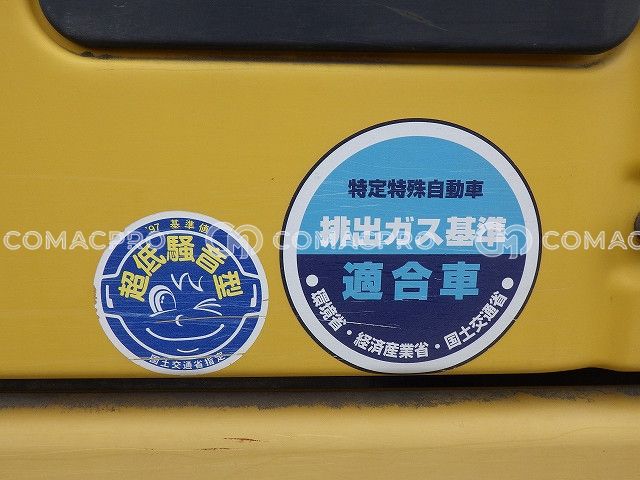 '97 基準値
超低騒音型
国土交通省指定
特定特殊自動車
排出ガス基準
適合車
・環境省・経済産業省・国土交通省・
COMACPRO
COMACPRO
COMAC